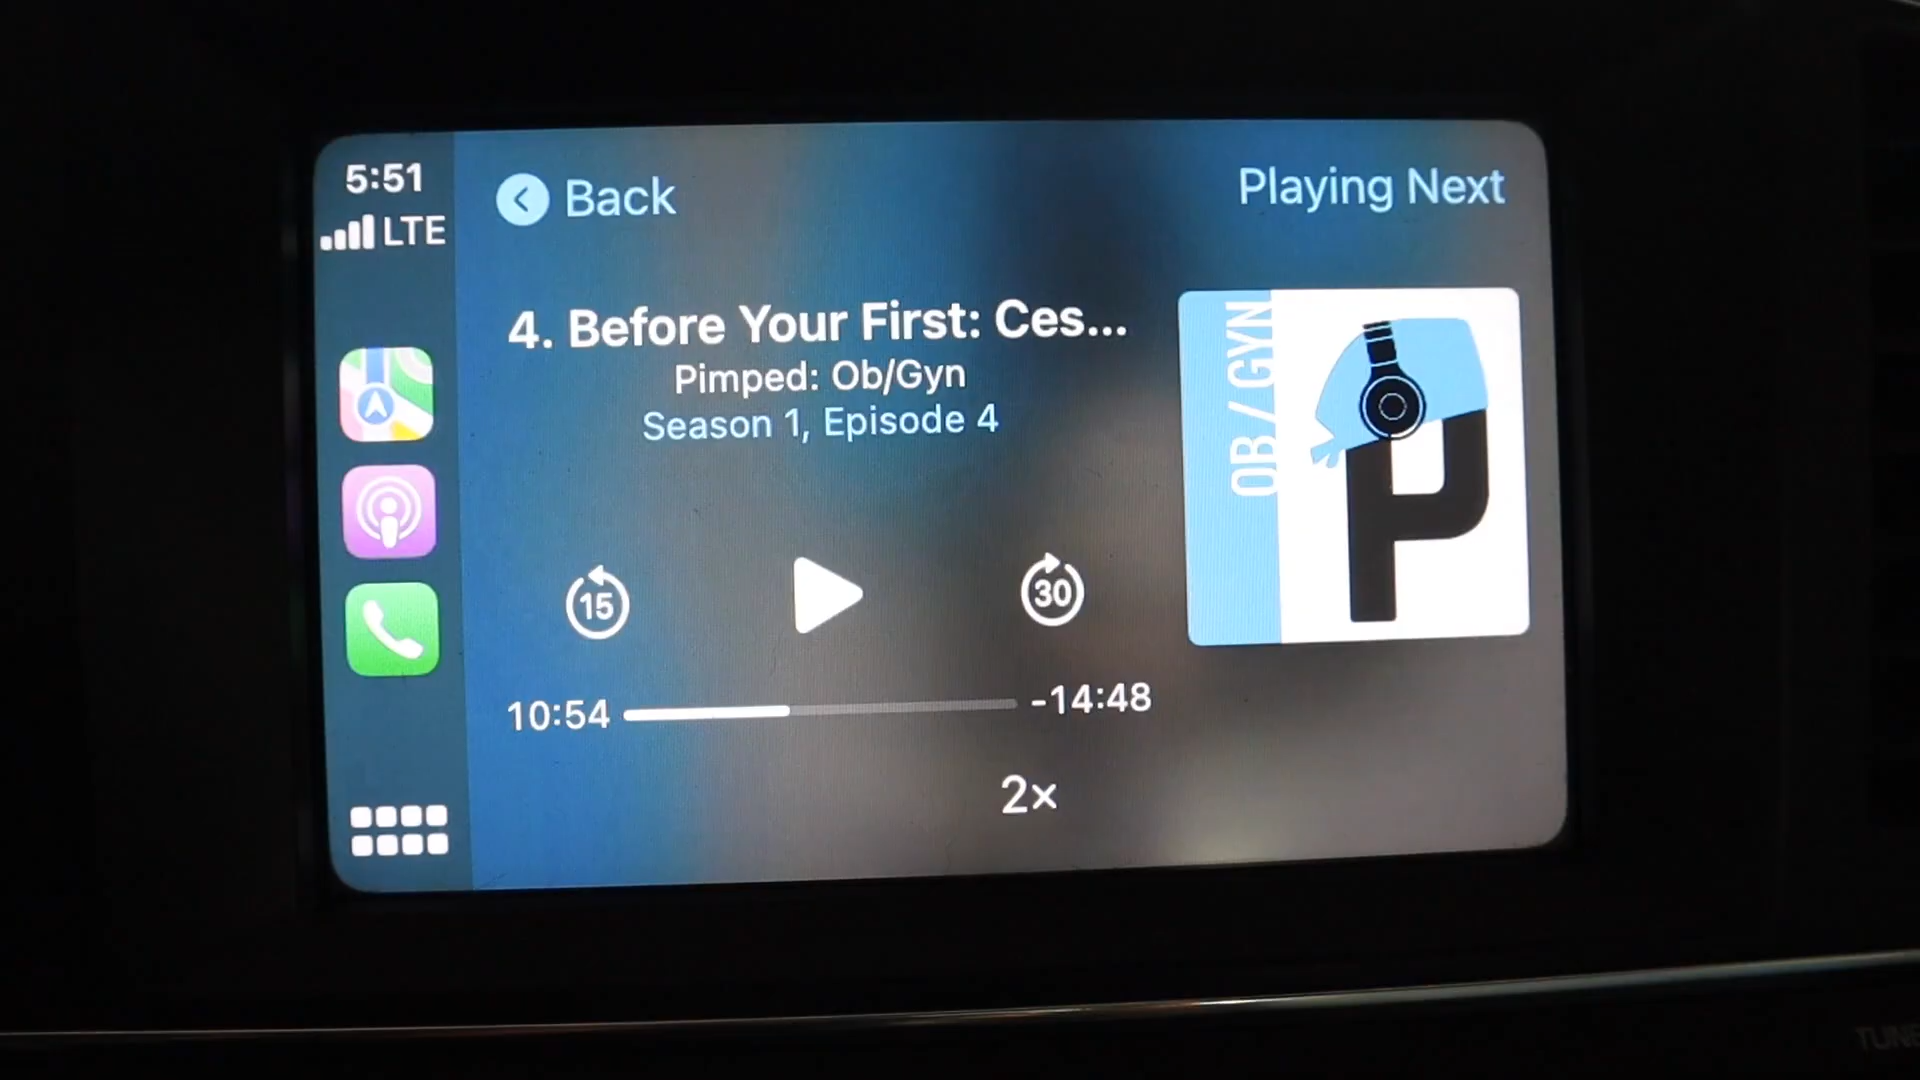 5:51
LTE
Back
Playing Next
4. Before Your First: Ces...
Pimped: Ob/Gyn
Season 1, Episode 4
OB / GYN
P
15
30
10:54
-14:48
2×
TUNE